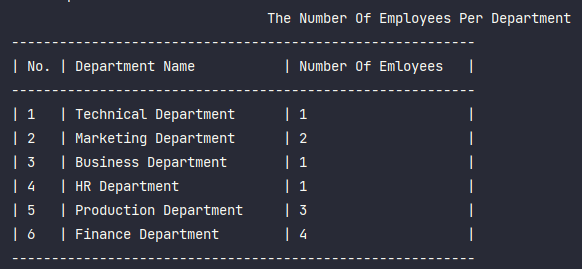 The Number Of Employees Per Department
----------------------------------------------------------
| No. | Department Name | Number Of Emloyees |
----------------------------------------------------------
| 1 | Technical Department | 1 |
| 2 | Marketing Department | 2 |
| 3 | Business Department | 1 |
| 4 | HR Department | 1 |
| 5 | Production Department | 3 |
| 6 | Finance Department | 4 |
----------------------------------------------------------